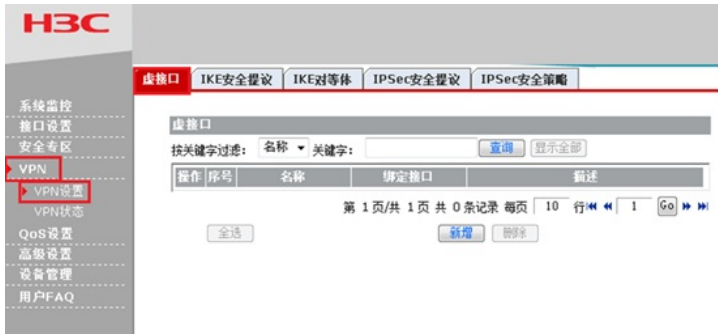 H3C
虚接口 IKE安全提议 IKE对等体 IPSec安全提议 IPSec安全策略
系统监控
接口设置
安全专区
VPN
VPN设置
VPN状态
QoS设置
高级设置
设备管理
用户FAQ
虚接口
按关键字过滤: 名称 关键字: 查询 显示全部
操作 序号 名称 绑定接口 描述
第 1 页/共 1 页 共 0 条记录 每页 10 行 1 Go
全选 新增 删除